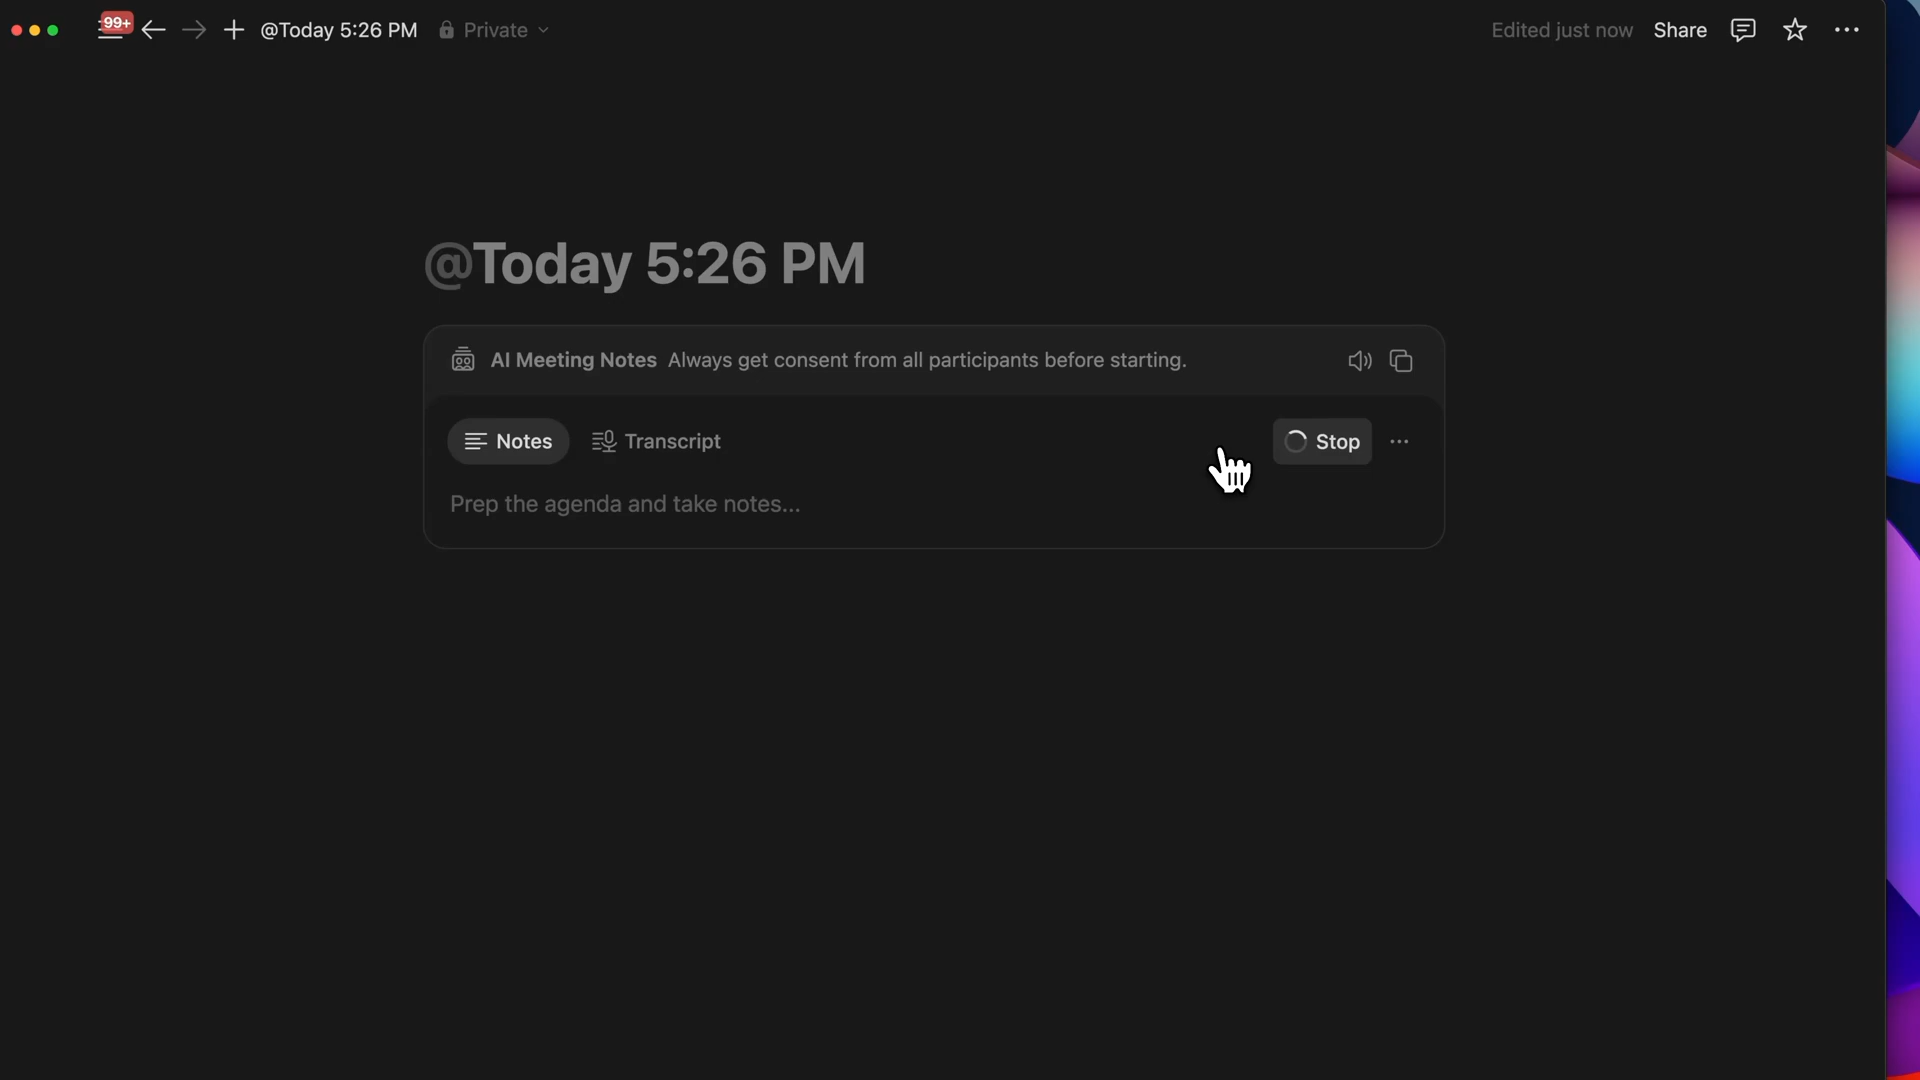 99+
@Today 5:26 PM
Private
Edited just now
Share
@Today 5:26 PM
AI Meeting Notes Always get consent from all participants before starting.
Notes
Transcript
Stop
Prep the agenda and take notes...